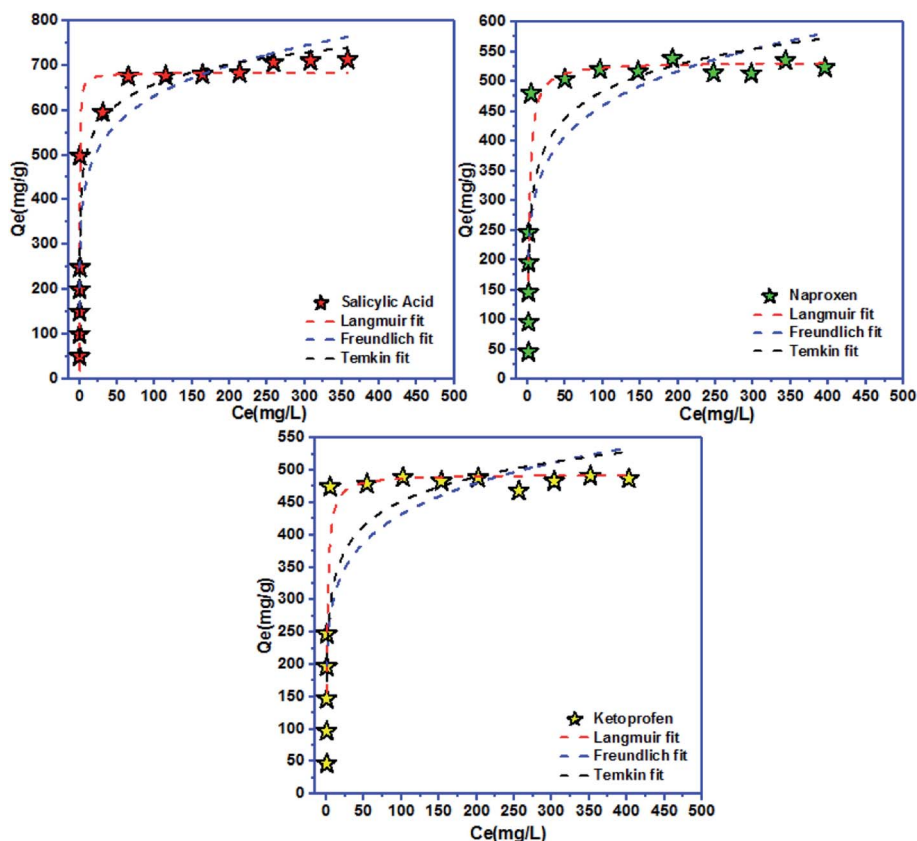 800
700
600
500
400
300
200
100
0
Qe(mg/g)
0 50 100 150 200 250 300 350 400 450 500
Ce(mg/L)
Salicylic Acid
Langmuir fit
Freundlich fit
Temkin fit
600
550
500
450
400
350
300
250
200
150
100
50
0
Qe(mg/g)
0 50 100 150 200 250 300 350 400 450 500
Ce(mg/L)
Naproxen
Langmuir fit
Freundlich fit
Temkin fit
550
500
450
400
350
300
250
200
150
100
50
0
Qe(mg/g)
0 50 100 150 200 250 300 350 400 450 500
Ce(mg/L)
Ketoprofen
Langmuir fit
Freundlich fit
Temkin fit